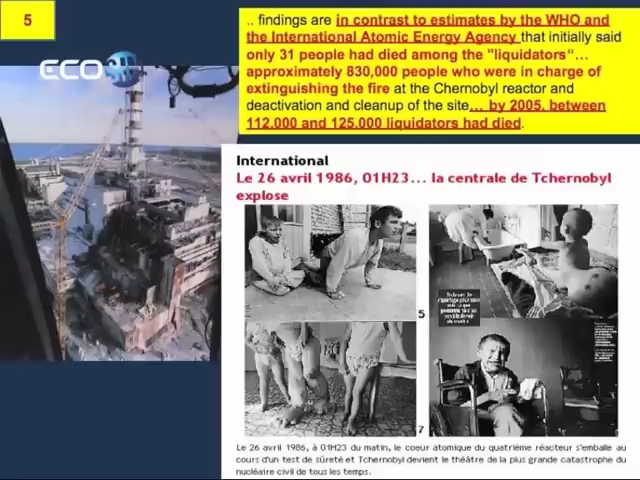 5
.. findings are in contrast to estimates by the WHO and
the International Atomic Energy Agency that initially said
only 31 people had died among the "liquidators“…
approximately 830,000 people who were in charge of
extinguishing the fire at the Chernobyl reactor and
deactivation and cleanup of the site… by 2005, between
112,000 and 125,000 liquidators had died.
ECO
International
Le 26 avril 1986, 01H23... la centrale de Tchernobyl
explose
5
7
Le 26 avril 1986, à 01H23 du matin, le coeur atomique du quatrième réacteur s'emballe au
cours d'un test de sûreté et Tchernobyl devient le théâtre de la plus grande catastrophe du
nucléaire civil de tous les temps.